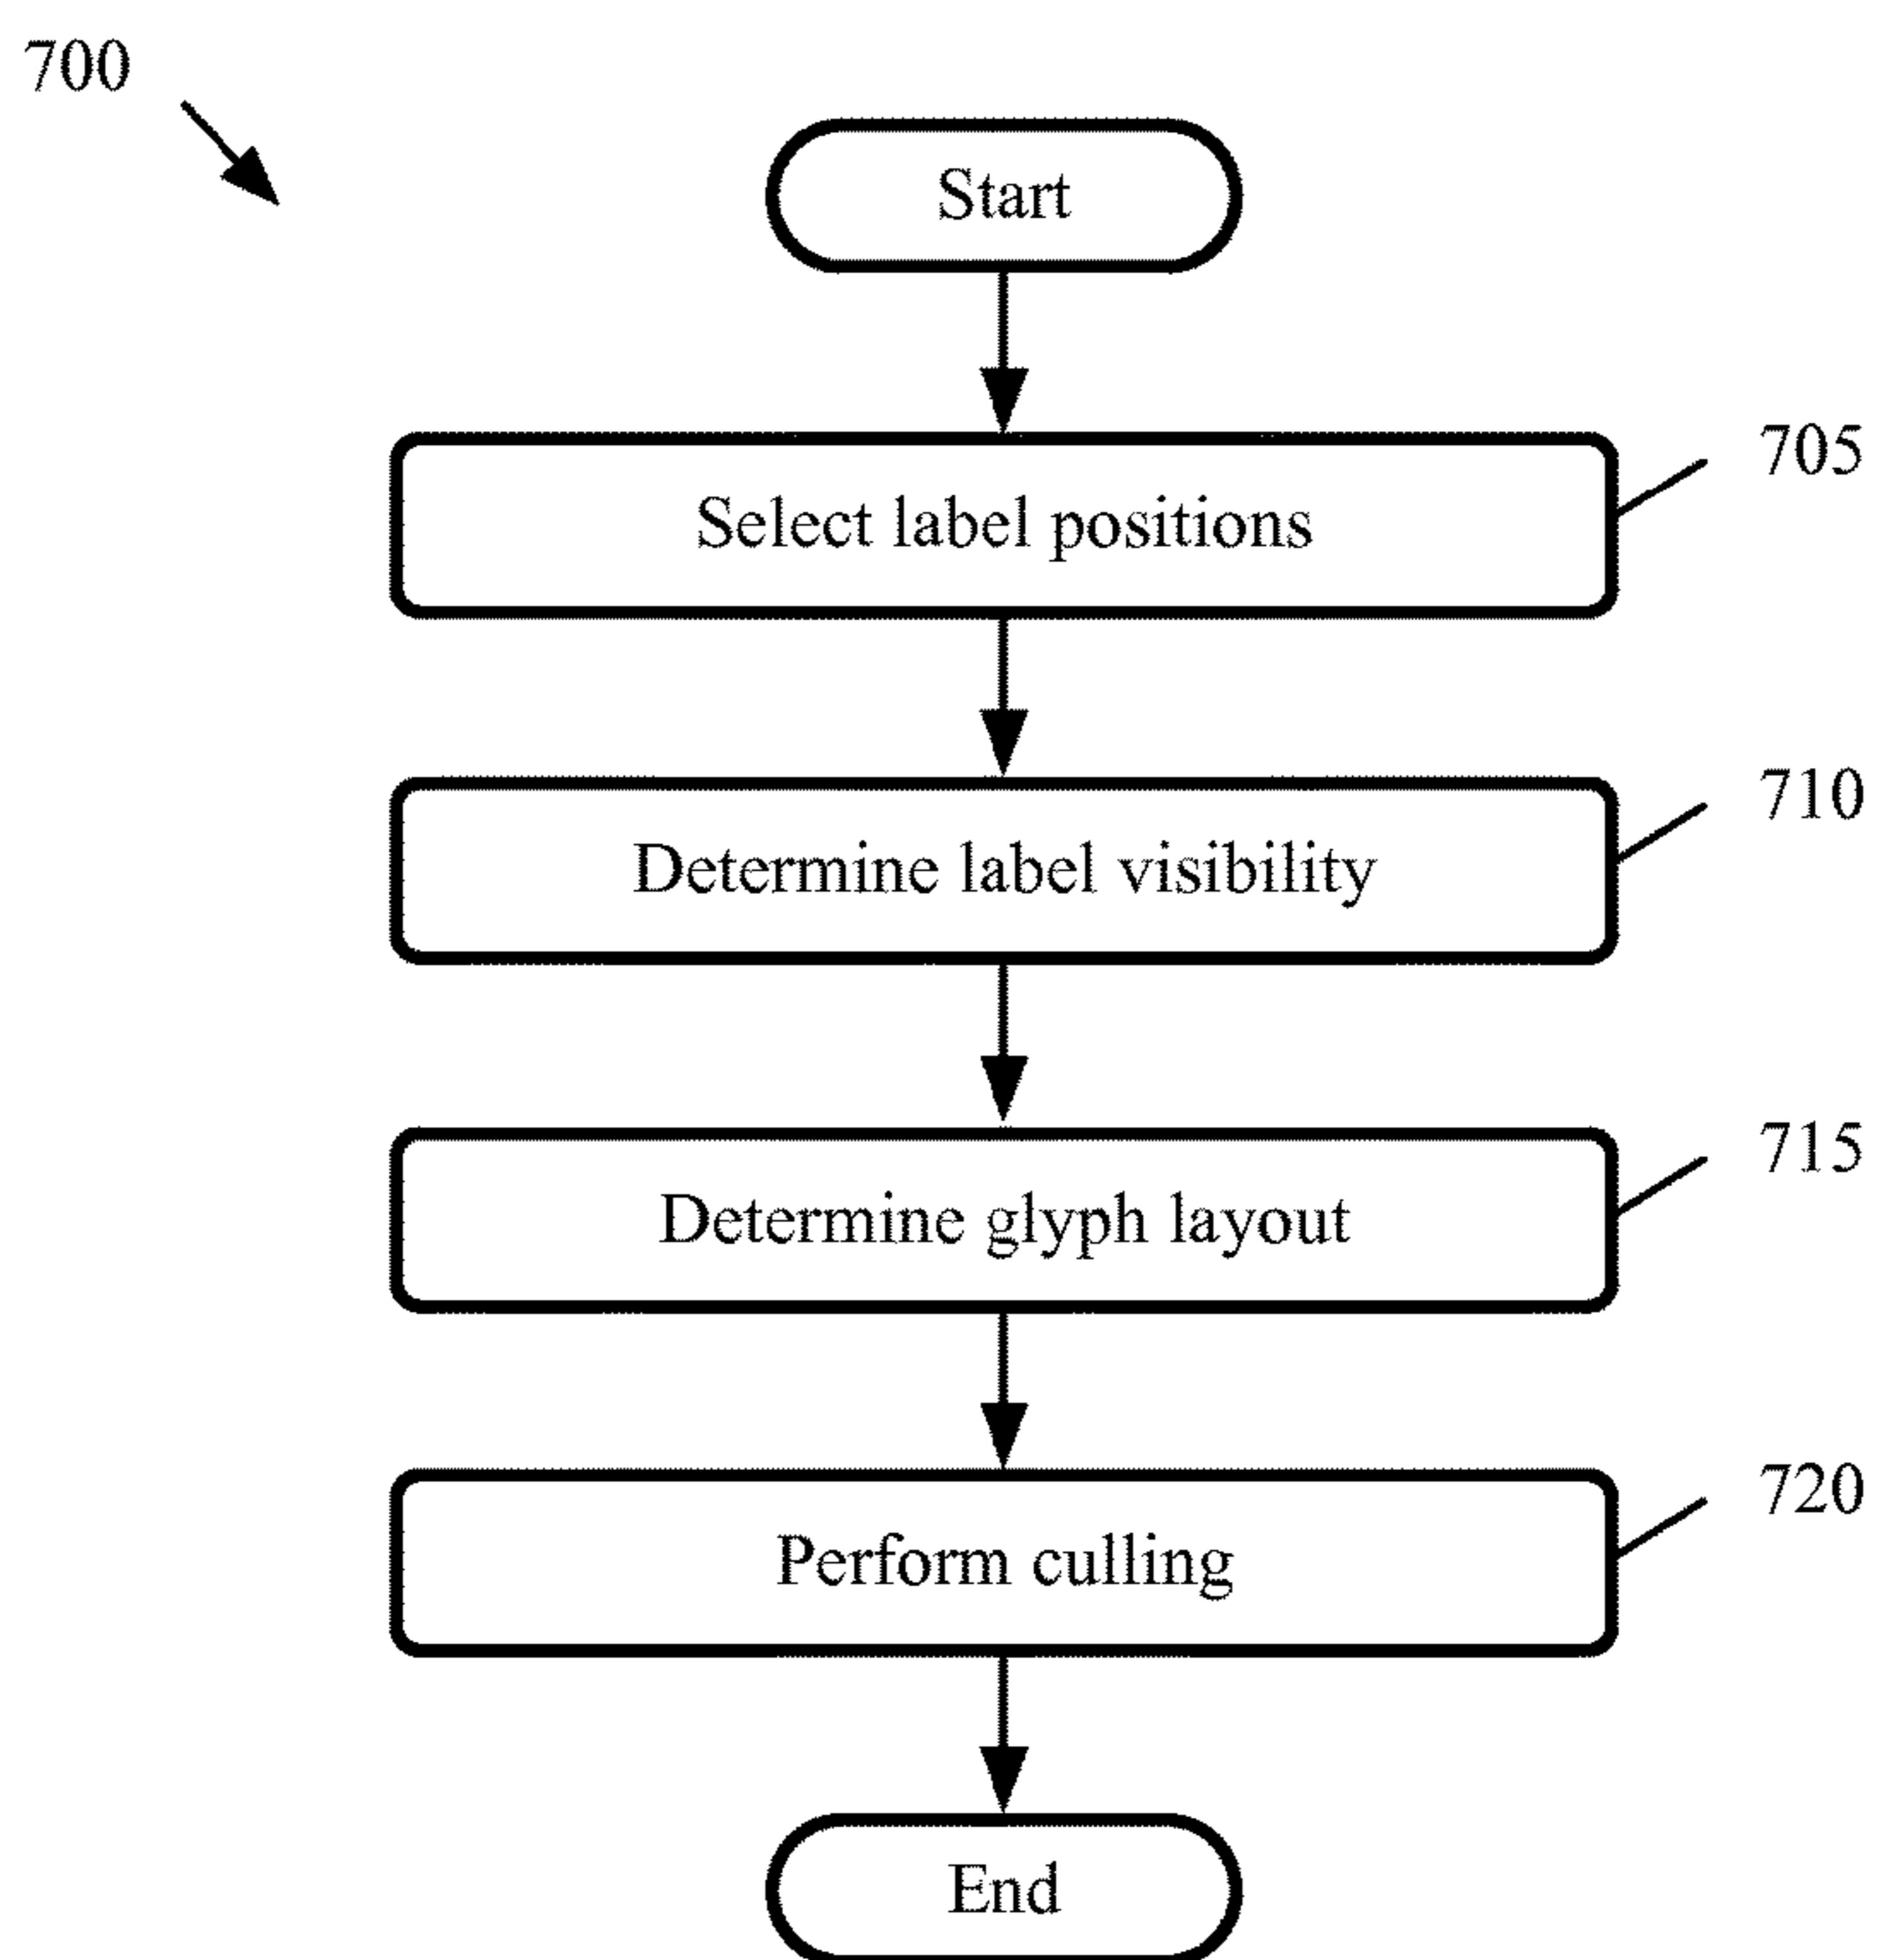 700
Start
705
Select label positions
710
Determine label visibility
715
Determine glyph layout
720
Perform culling
End